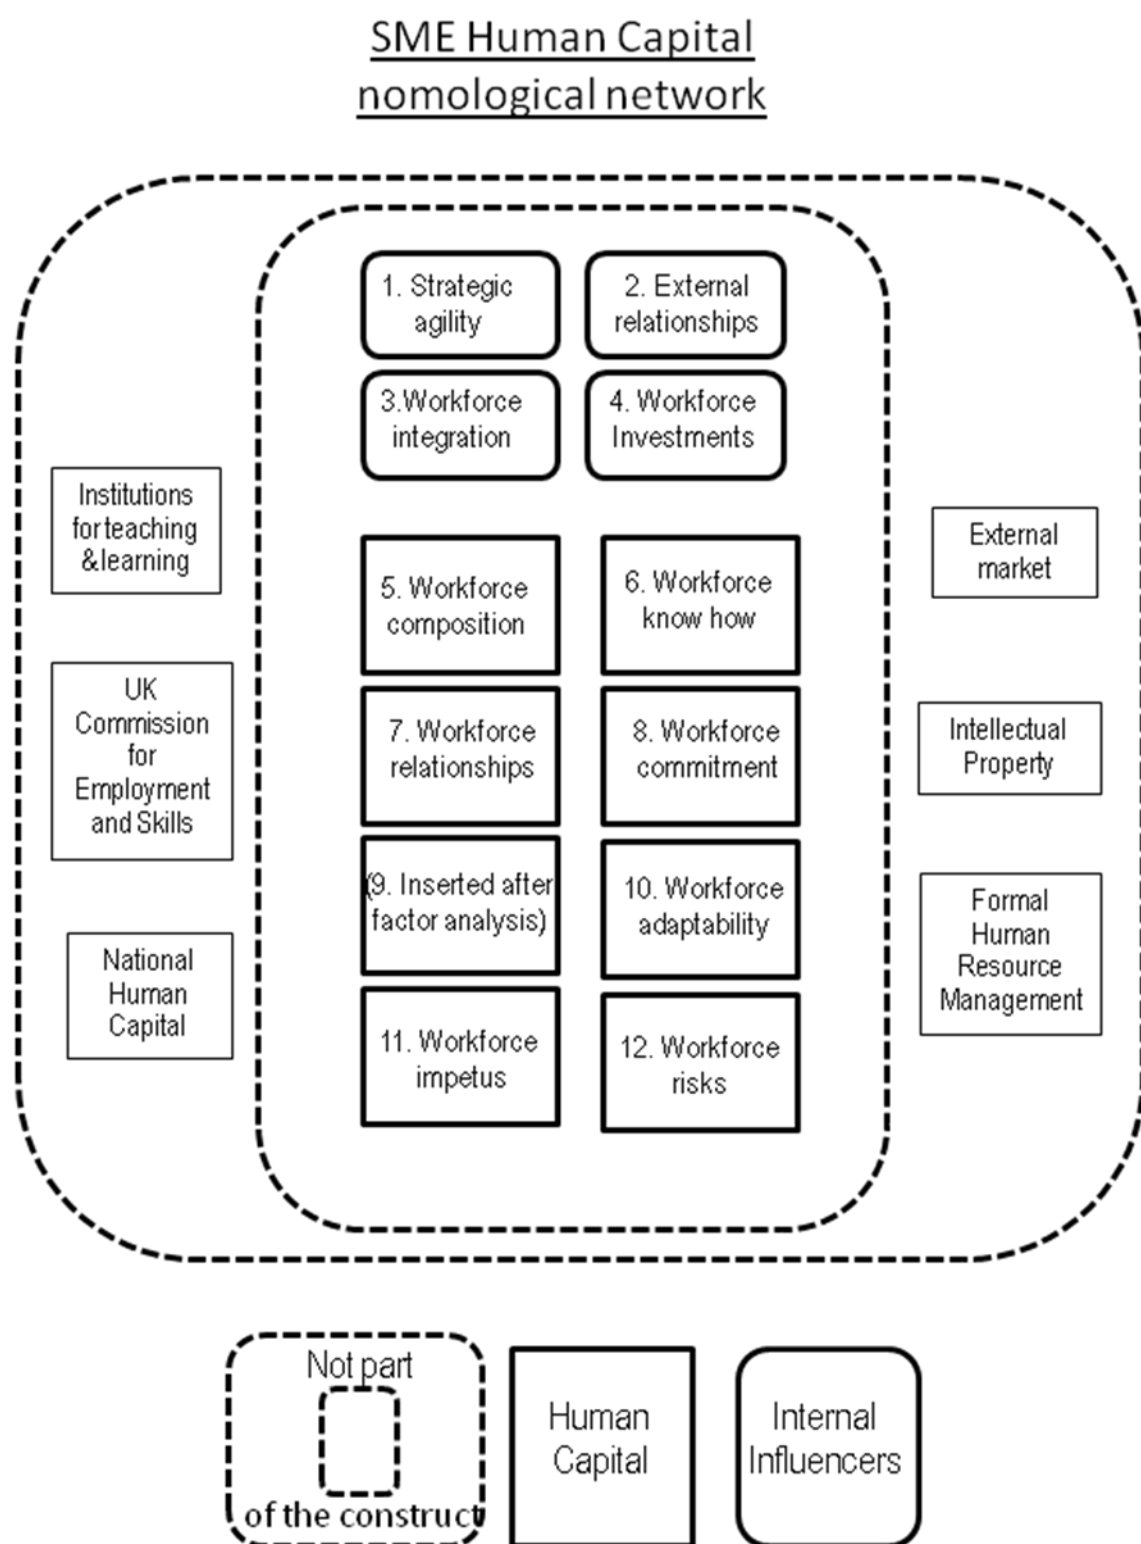 SME Human Capital
nomological network
1. Strategic
agility
2. External
relationships
3.Workforce
integration
4. Workforce
Investments
Institutions
for teaching
&learning
External
market
5. Workforce
composition
6. Workforce
know how
UK
Commission
for
Employment
and Skills
Intellectual
Property
7. Workforce
relationships
8. Workforce
commitment
(9. Inserted after
factor analysis)
10. Workforce
adaptability
National
Human
Capital
Formal
Human
Resource
Management
11. Workforce
impetus
12. Workforce
risks
Not part
of the construct
Human
Capital
Internal
Influencers